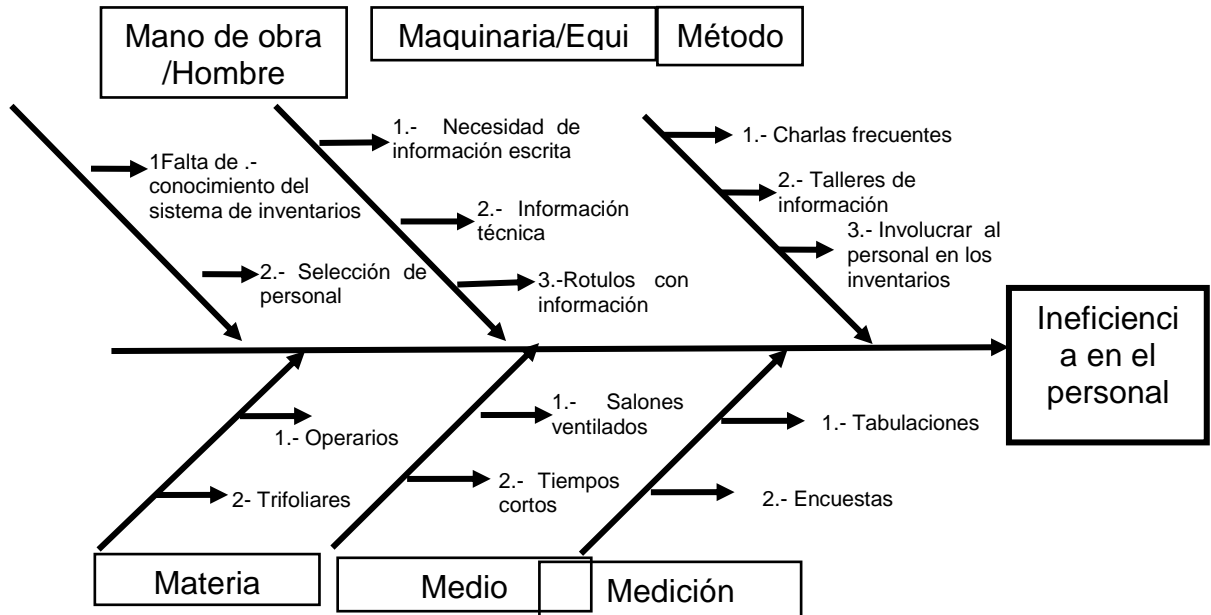 Mano de obra
/Hombre
Maquinaria/Equi
Método
1Falta de .-
conocimiento del
sistema de inventarios
2.- Selección de
personal
1.- Necesidad de
información escrita
2.- Información
técnica
3.-Rotulos con
información
1.- Charlas frecuentes
2.- Talleres de
información
3.- Involucrar al
personal en los
inventarios
Ineficienci
a en el
personal
1.- Operarios
2- Trifoliares
1.- Salones
ventilados
2.- Tiempos
cortos
1.- Tabulaciones
2.- Encuestas
Materia
Medio
Medición